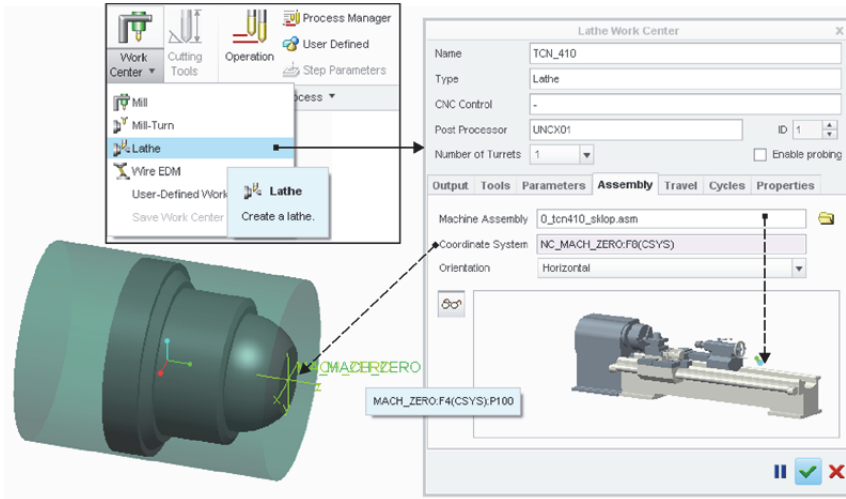 Work
Center
Cutting
Tools
Operation
Process Manager
User Defined
Step Parameters
ocess
Mill
Mill-Turn
Lathe
Wire EDM
User-Defined Work
Save Work Center
Lathe
Create a lathe.
Lathe Work Center
Name TCN_410
Type Lathe
CNC Control -
Post Processor UNCX01 ID 1
Number of Turrets 1 Enable probing
Output Tools Parameters Assembly Travel Cycles Properties
Machine Assembly 0_tcn410_sklop.asm
Coordinate System NC_MACH_ZERO:F8(CSYS)
Orientation Horizontal
x
y
z
MACH_ZERO:F4(CSYS):P100